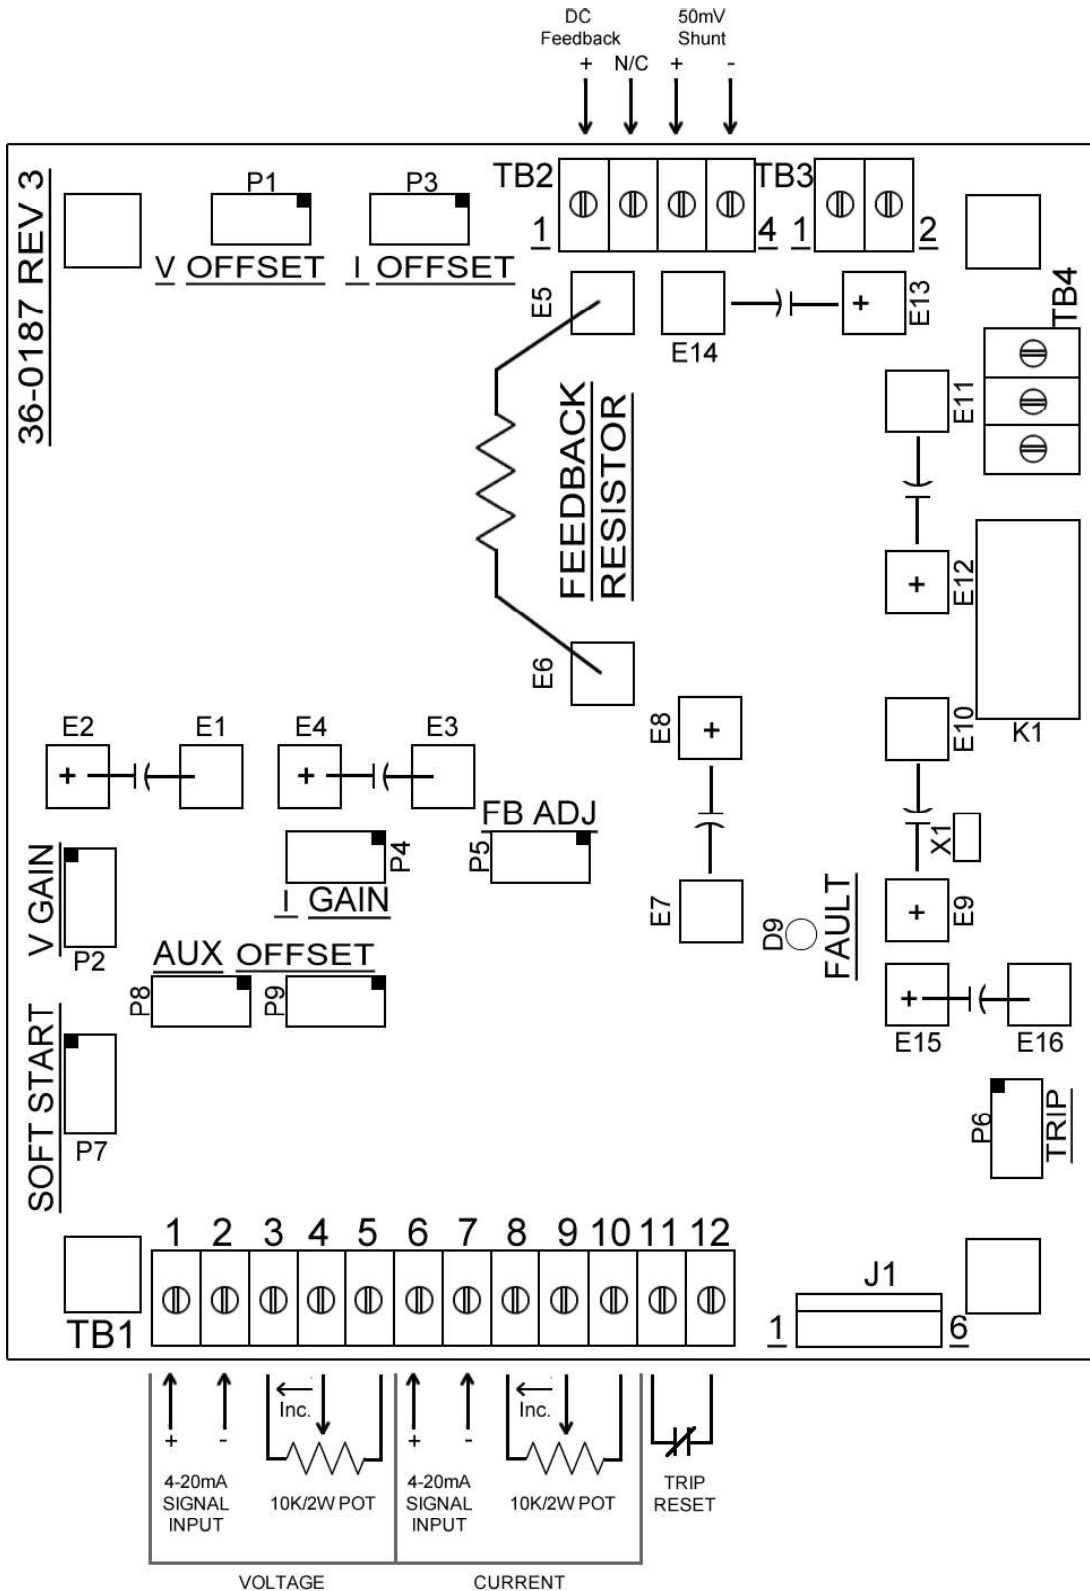 DC
Feedback
50mV
Shunt
+ N/C + -
36-0187 REV 3
P1
V OFFSET
P3
I OFFSET
TB2
1 4
TB3
1 2
TB4
E5
FEEDBACK
RESISTOR
E6
E14
+ E13
E11
+ E12
K1
E10
X1
+ E9
E8 +
E7
D9
FAULT
E2 E1
+
E4 E3
+
FB ADJ
P5
P4
I GAIN
V GAIN
P2
AUX OFFSET
P8 P9
SOFT START
P7
+
E15 E16
P6
TRIP
1 2 3 4 5 6 7 8 9 10 11 12
TB1
J1
1 6
+ -
4-20mA
SIGNAL
INPUT
Inc.
10K/2W POT
+ -
4-20mA
SIGNAL
INPUT
Inc.
10K/2W POT
TRIP
RESET
VOLTAGE
CURRENT